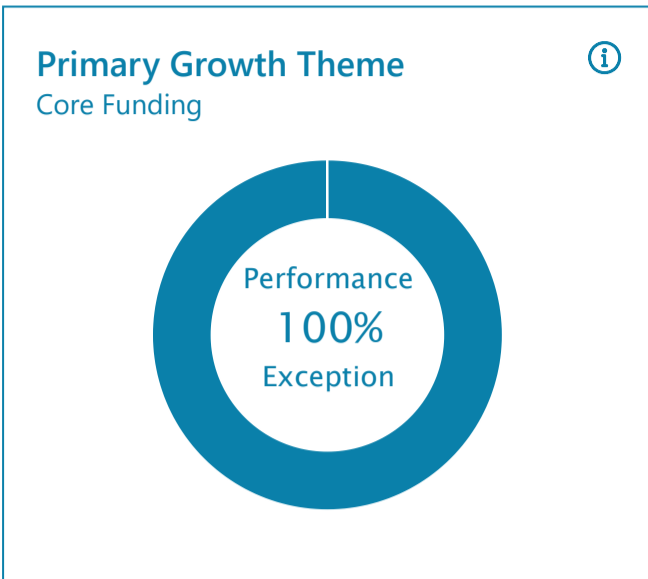 Primary Growth Theme
Core Funding
Performance
100%
Exception